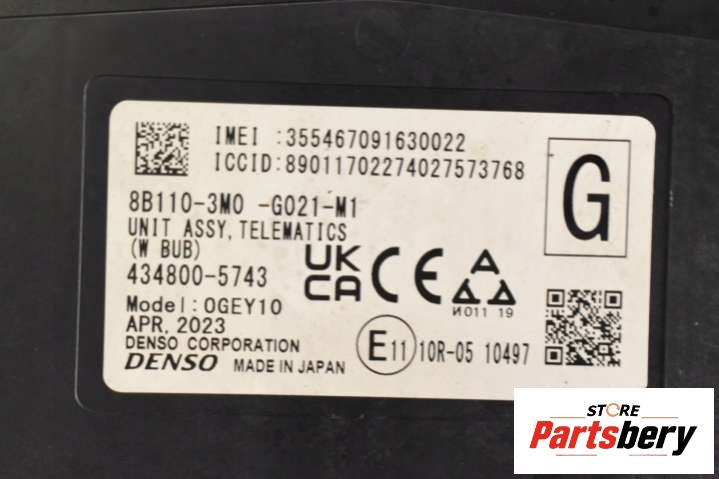 IMEI :355467091630022
ICCID:89011702274027573768
G
8B110-3M0 -G021-M1
UNIT ASSY, TELEMATICS
(W BUB)
434800-5743
UK
CA
CE
A
И011 19
Model:OGEY10
APR, 2023
DENSO CORPORATION
DENSO MADE IN JAPAN
E11 10R-05 10497
STORE
Partsbery